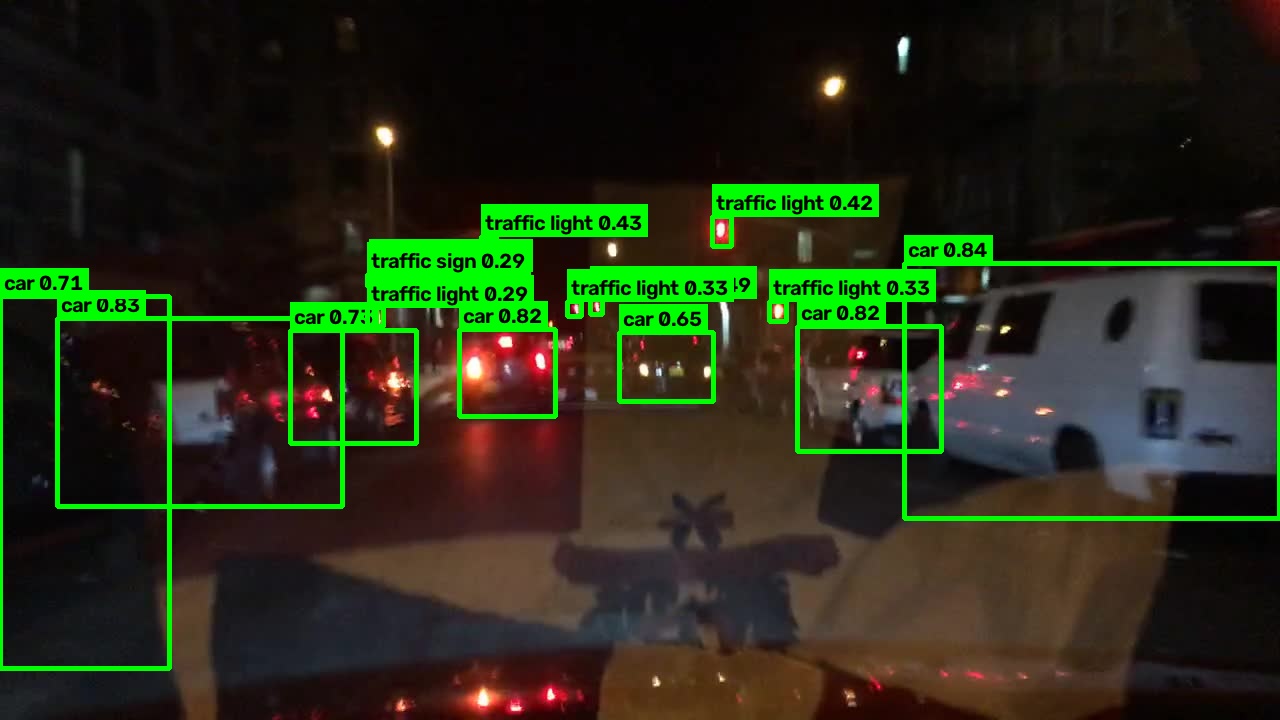 traffic light 0.42
traffic light 0.43
car 0.84
traffic sign 0.29
car 0.71
traffic light 0.33
49
traffic light 0.33
traffic light 0.29
car 0.83
car 0.82
car 0.73
car 0.82
car 0.65